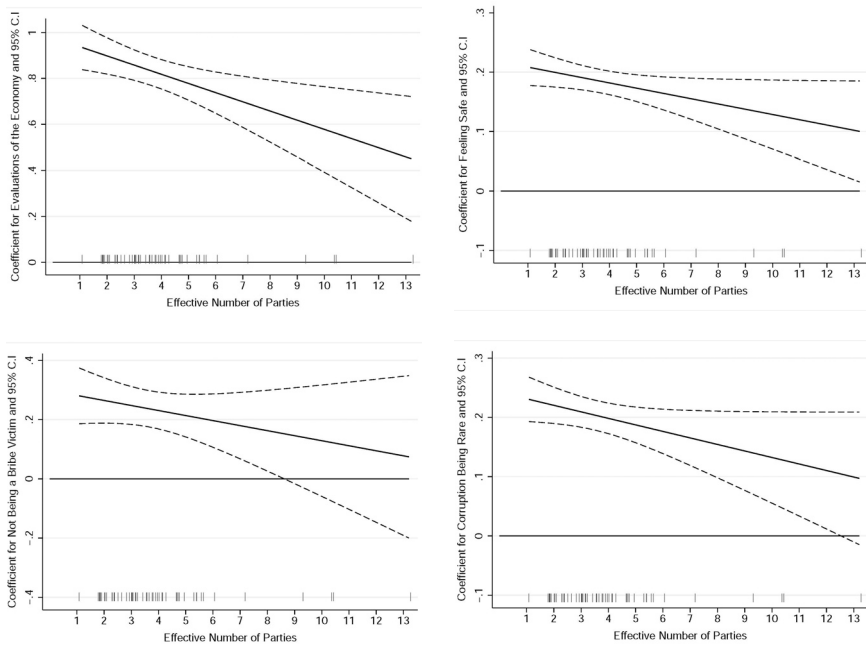 Coefficient for Evaluations of the Economy and 95% C.I
1
.8
.6
.4
.2
0
1 2 3 4 5 6 7 8 9 10 11 12 13
Effective Number of Parties
Coefficient for Feeling Safe and 95% C.I
.3
.2
.1
0
-.1
1 2 3 4 5 6 7 8 9 10 11 12 13
Effective Number of Parties
Coefficient for Not Being a Bribe Victim and 95% C.I
.4
.2
0
-.2
-.4
1 2 3 4 5 6 7 8 9 10 11 12 13
Effective Number of Parties
Coefficient for Corruption Being Rare and 95% C.I
.3
.2
.1
0
-.1
1 2 3 4 5 6 7 8 9 10 11 12 13
Effective Number of Parties